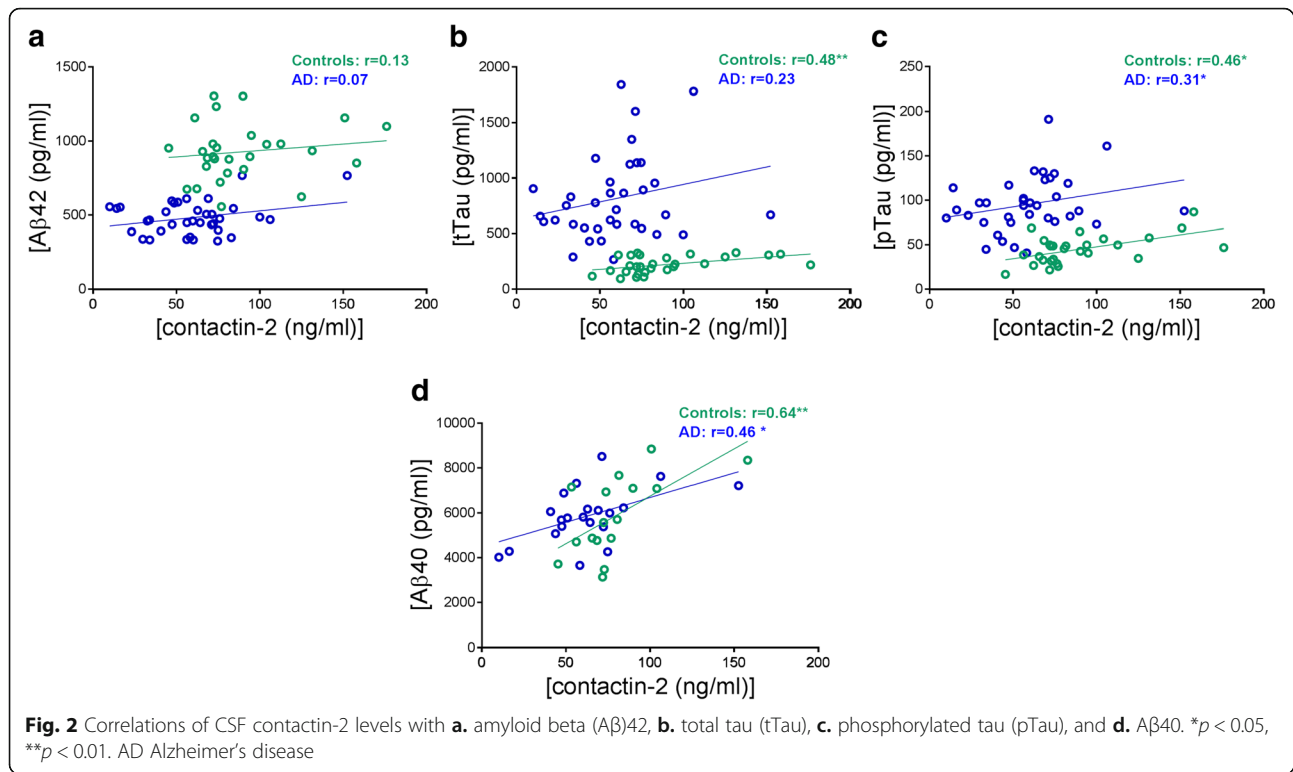 a
Controls: r=0.13
AD: r=0.07
1500
1000
500
0
[Aβ42 (pg/ml)]
0 50 100 150 200
[contactin-2 (ng/ml)]
b
Controls: r=0.48**
AD: r=0.23
2000
1500
1000
500
0
[tTau (pg/ml)]
0 50 100 150 200
[contactin-2 (ng/ml)]
c
Controls: r=0.46*
AD: r=0.31*
250
200
150
100
50
0
[pTau (pg/ml)]
0 50 100 150 200
[contactin-2 (ng/ml)]
d
Controls: r=0.64**
AD: r=0.46 *
10000
8000
6000
4000
2000
0
[Aβ40 (pg/ml)]
0 50 100 150 200
[contactin-2 (ng/ml)]
Fig. 2 Correlations of CSF contactin-2 levels with a. amyloid beta (Aβ)42, b. total tau (tTau), c. phosphorylated tau (pTau), and d. Aβ40. *p < 0.05,
**p < 0.01. AD Alzheimer's disease